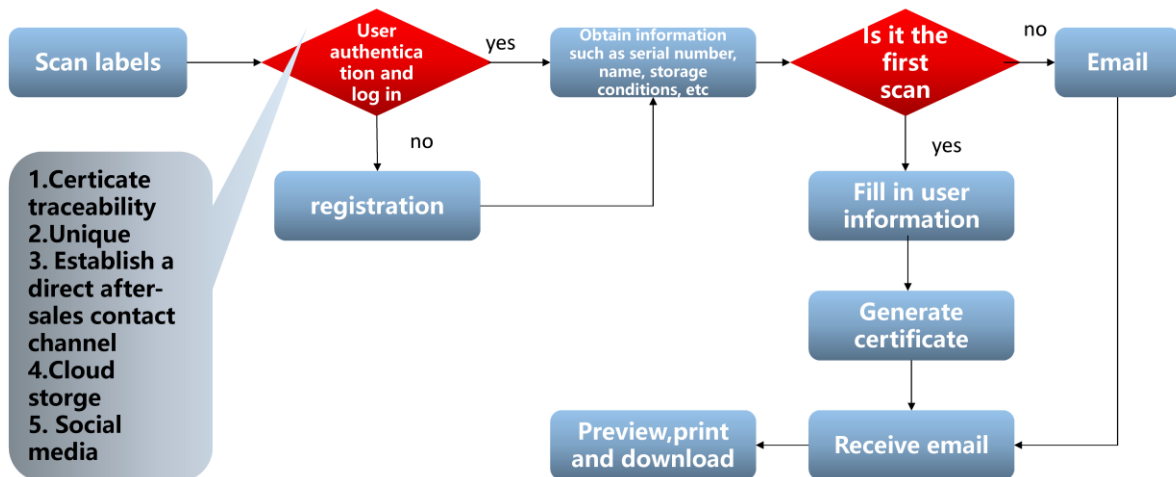 Scan labels
User
authentica
tion and
log in
yes
Obtain information
such as serial number,
name, storage
conditions, etc
Is it the
first
scan
no
Email
no
yes
registration
Fill in user
information
1.Certicate
traceability
2.Unique
3. Establish a
direct after-
sales contact
channel
4.Cloud
storge
5. Social
media
Generate
certificate
Preview,print
and download
Receive email